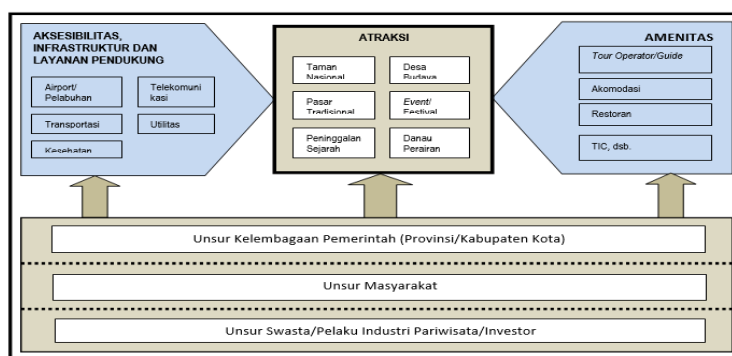 AKSESIBILITAS,
INFRASTRUKTUR DAN
LAYANAN PENDUKUNG
Airport/
Pelabuhan
Telekomuni
kasi
Transportasi
Utilitas
Kesehatan
ATRAKSI
Taman
Nasional
Desa
Budaya
Pasar
Tradisional
Event/
Festival
Peninggalan
Sejarah
Danau
Perairan
AMENITAS
Tour Operator/Guide
Akomodasi
Restoran
TIC, dsb.
Unsur Kelembagaan Pemerintah (Provinsi/Kabupaten Kota)
Unsur Masyarakat
Unsur Swasta/Pelaku Industri Pariwisata/Investor